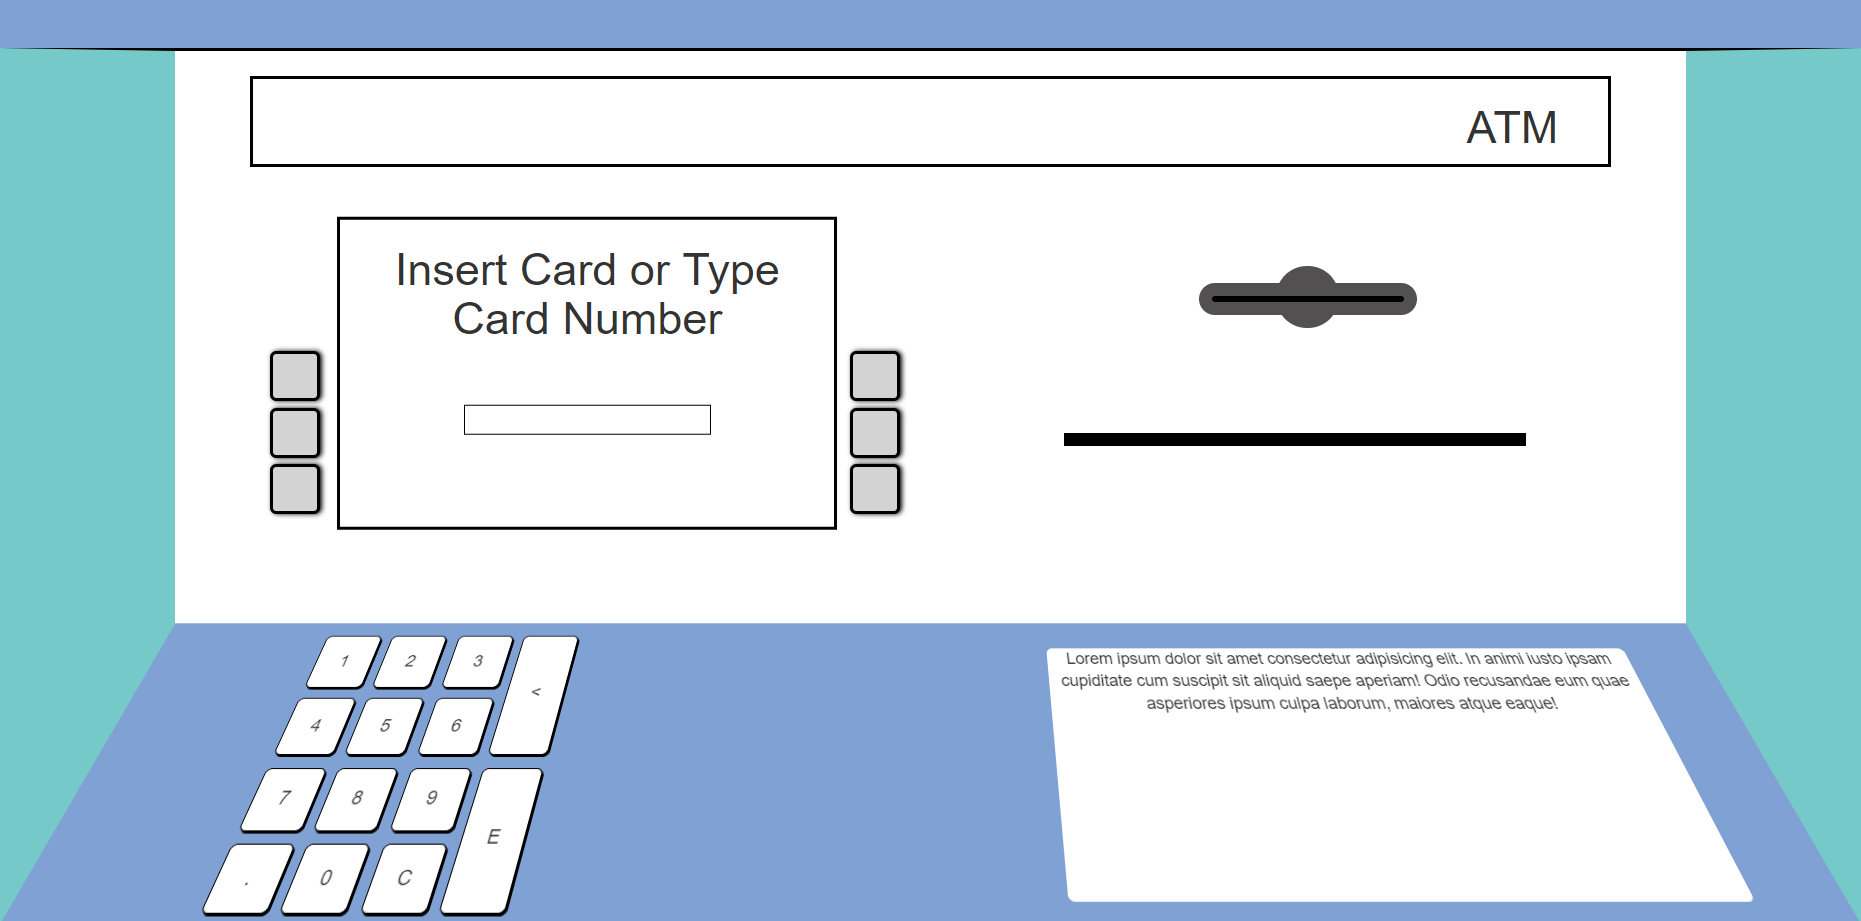 ATM
Insert Card or Type
Card Number
1 2 3 <
4 5 6
7 8 9 E
. 0 C
Lorem ipsum dolor sit amet consectetur adipisicing elit. In animi iusto ipsam
cupiditate cum suscipit sit aliquid saepe aperiam! Odio recusandae eum quae
asperiores ipsum culpa laborum, maiores atque eaque!